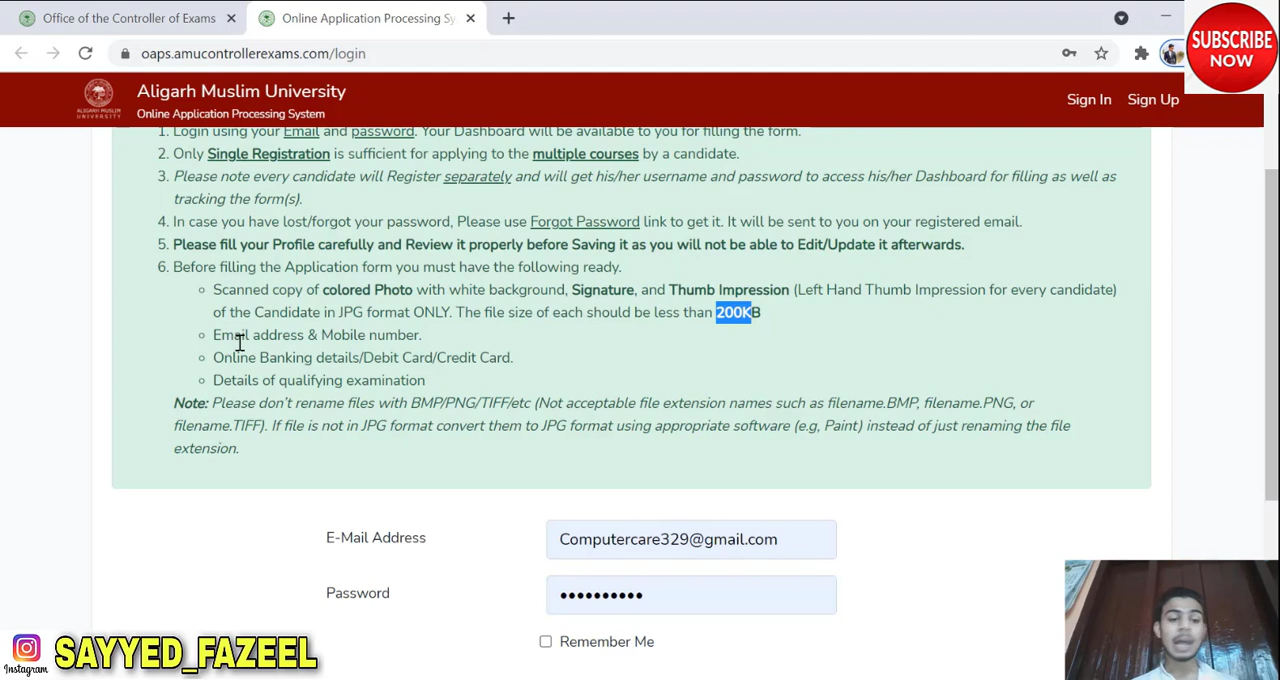 Office of the Controller of Exams
Online Application Processing Sy
oaps.amucontrollerexams.com/login
SUBSCRIBE
NOW
ALIGARH MUSLIM
UNIVERSITY
Aligarh Muslim University
Online Application Processing System
Sign In Sign Up
1. Login using your Email and password. Your Dashboard will be available to you for filling the form.
2. Only Single Registration is sufficient for applying to the multiple courses by a candidate.
3. Please note every candidate will Register separately and will get his/her username and password to access his/her Dashboard for filling as well as
tracking the form(s).
4. In case you have lost/forgot your password, Please use Forgot Password link to get it. It will be sent to you on your registered email.
5. Please fill your Profile carefully and Review it properly before Saving it as you will not be able to Edit/Update it afterwards.
6. Before filling the Application form you must have the following ready.
Scanned copy of colored Photo with white background, Signature, and Thumb Impression (Left Hand Thumb Impression for every candidate)
of the Candidate in JPG format ONLY. The file size of each should be less than 200KB
Email address & Mobile number.
Online Banking details/Debit Card/Credit Card.
Details of qualifying examination
Note: Please don't rename files with BMP/PNG/TIFF/etc (Not acceptable file extension names such as filename.BMP, filename.PNG, or
filename.TIFF). If file is not in JPG format convert them to JPG format using appropriate software (e.g, Paint) instead of just renaming the file
extension.
E-Mail Address
Computercare329@gmail.com
Password
••••••••••
Remember Me
Instagram
SAYYED_FAZEEL